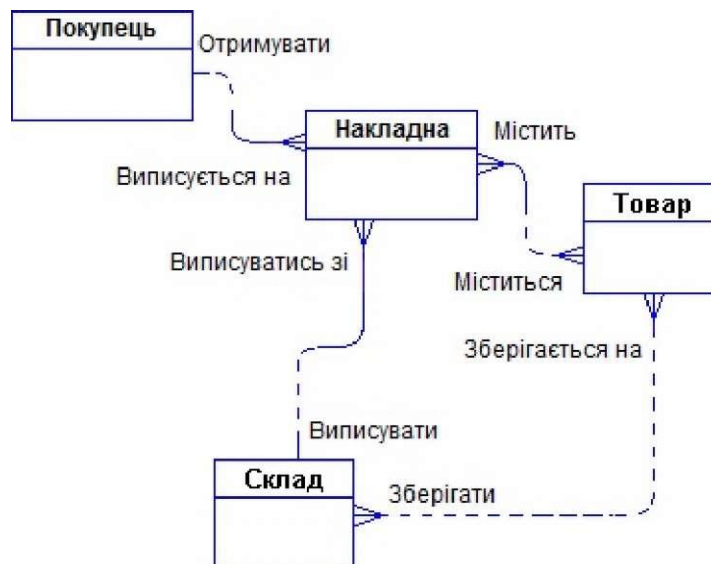 Покупець
Отримувати
Накладна
Містить
Виписується на
Товар
Виписуватись зі
Міститься
Зберігається на
Виписувати
Склад
Зберігати